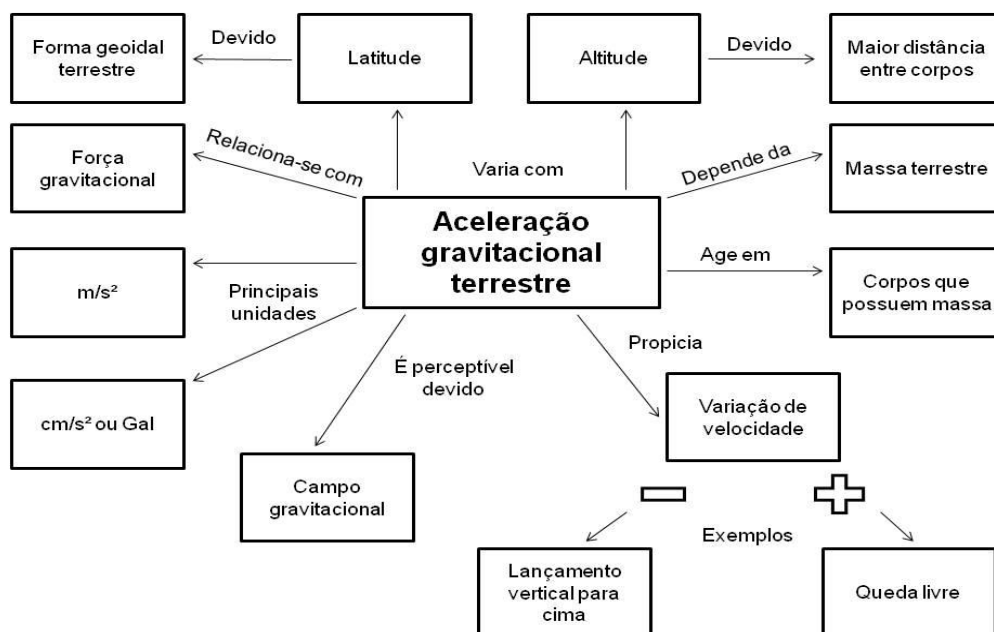 Forma geoidal
terrestre
Devido
Latitude
Altitude
Devido
Maior distância
entre corpos
Força
gravitacional
Relaciona-se com
Varia com
Depende da
Massa terrestre
Aceleração
gravitacional
terrestre
m/s²
Principais
unidades
Age em
Corpos que
possuem massa
cm/s² ou Gal
É perceptível
devido
Campo
gravitacional
Propicia
Variação de
velocidade
Exemplos
Lançamento
vertical para
cima
Queda livre